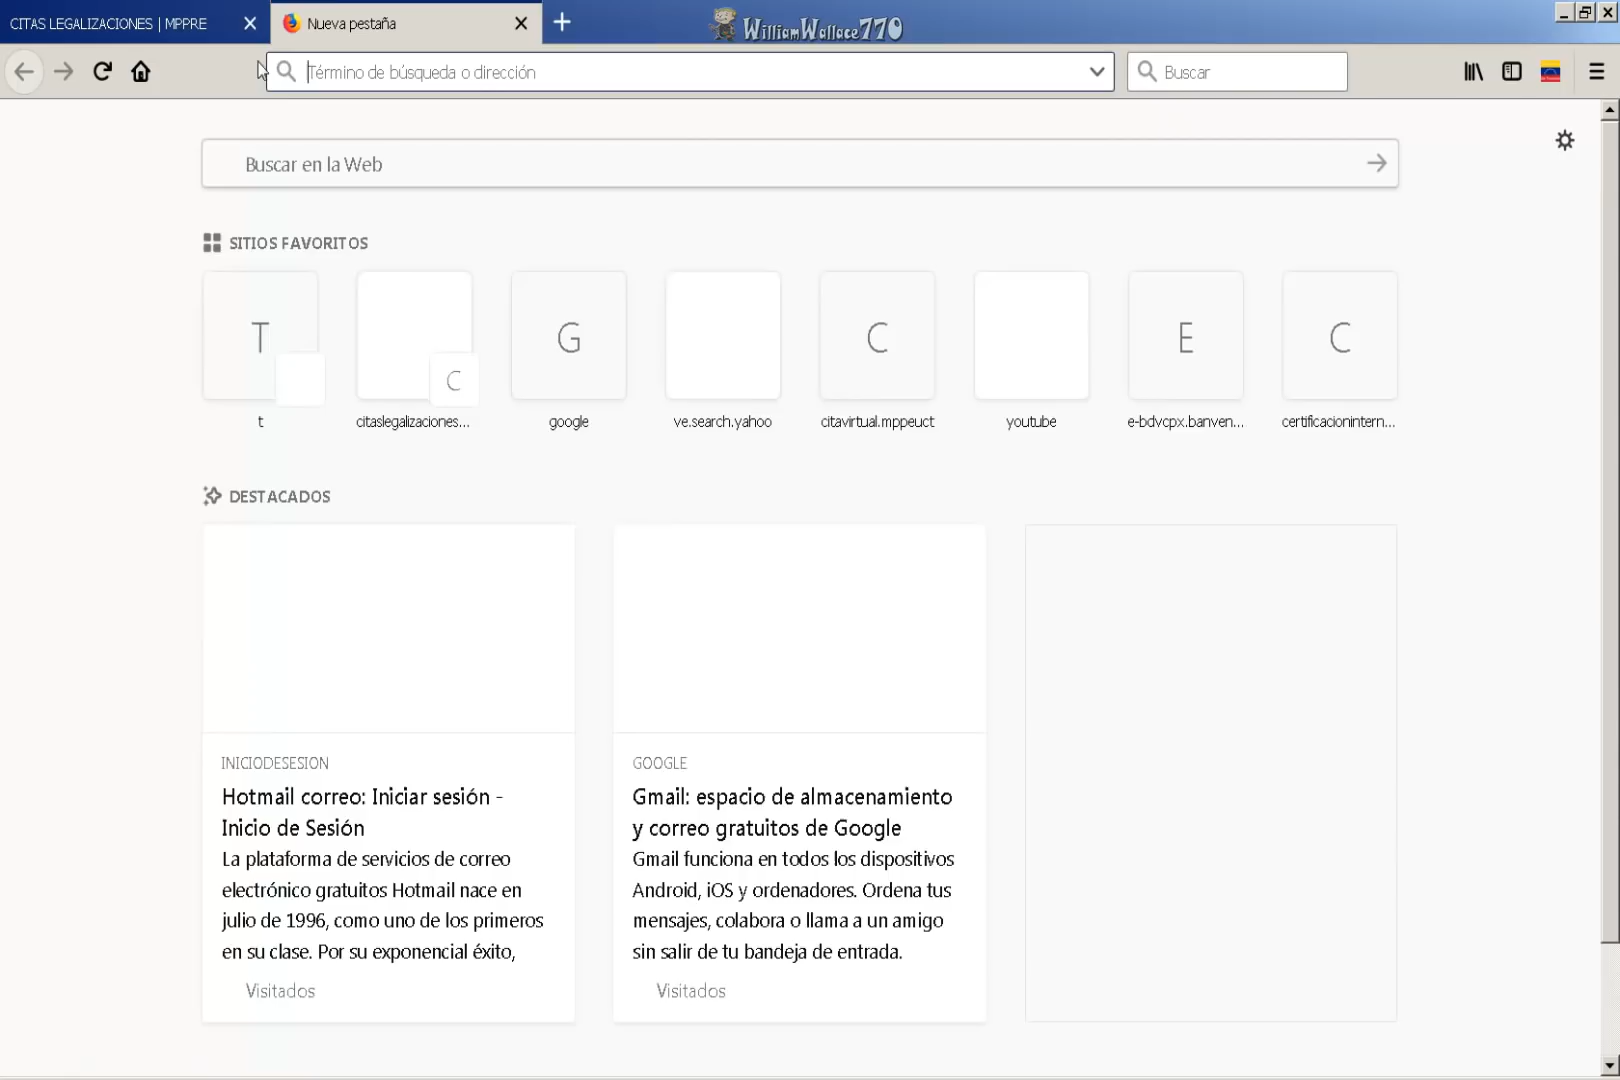 CITAS LEGALIZACIONES | MPPRE
Nueva pestaña
WilliamWallace770
Término de búsqueda o dirección
Buscar
Buscar en la Web
SITIOS FAVORITOS
T
C
G
C
E
C
t
citaslegalizaciones...
google
ve.search.yahoo
citavirtual.mppeuct
youtube
e-bdvcpx.banven...
certificacionintern...
DESTACADOS
INICIODESESION
Hotmail correo: Iniciar sesión -
Inicio de Sesión
La plataforma de servicios de correo
electrónico gratuitos Hotmail nace en
julio de 1996, como uno de los primeros
en su clase. Por su exponencial éxito,
Visitados
GOOGLE
Gmail: espacio de almacenamiento
y correo gratuitos de Google
Gmail funciona en todos los dispositivos
Android, iOS y ordenadores. Ordena tus
mensajes, colabora o llama a un amigo
sin salir de tu bandeja de entrada.
Visitados